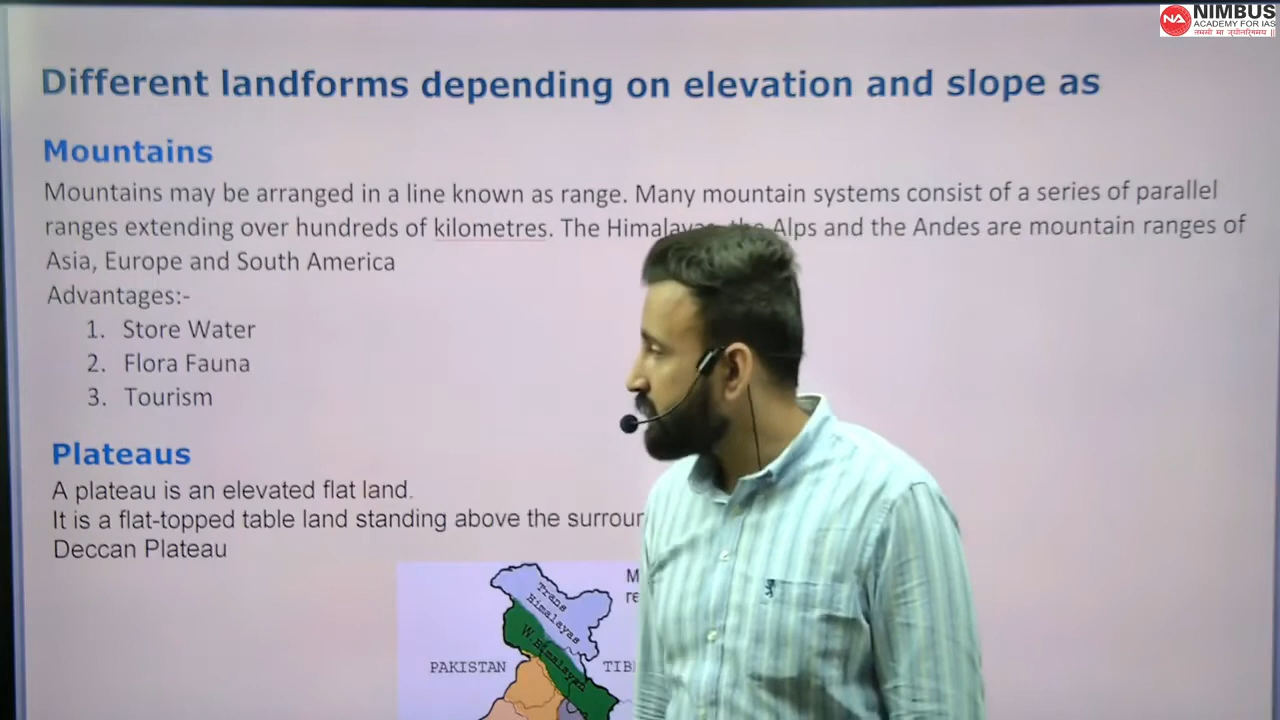 NIMBUS
ACADEMY FOR IAS
Different landforms depending on elevation and slope as
Mountains
Mountains may be arranged in a line known as range. Many mountain systems consist of a series of parallel
ranges extending over hundreds of kilometres. The Himalayas, the Alps and the Andes are mountain ranges of
Asia, Europe and South America
Advantages:-
1. Store Water
2. Flora Fauna
3. Tourism
Plateaus
A plateau is an elevated flat land.
It is a flat-topped table land standing above the surrour
Deccan Plateau
M
re
Trans
Himalayas
W.Himalayan
PAKISTAN
TIB